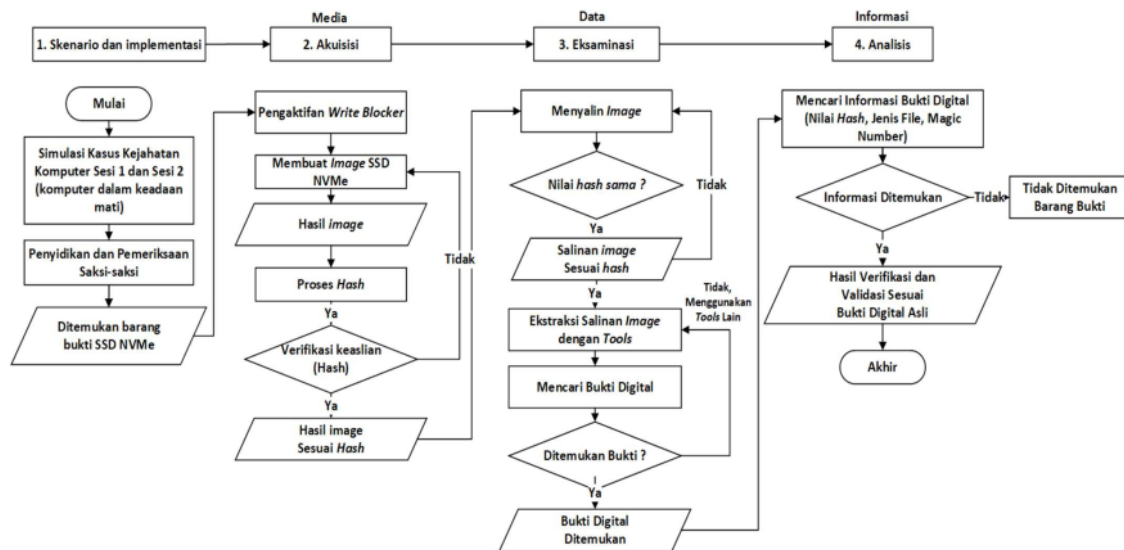 Media
Data
Informasi
1. Skenario dan implementasi
2. Akuisisi
3. Eksaminasi
4. Analisis
Mulai
Simulasi Kasus Kejahatan
Komputer Sesi 1 dan Sesi 2
(komputer dalam keadaan
mati)
Penyidikan dan Pemeriksaan
Saksi-saksi
Ditemukan barang
bukti SSD NVMe
Pengaktifan Write Blocker
Membuat Image SSD
NVMe
Hasil image
Proses Hash
Ya
Verifikasi keaslian
(Hash)
Tidak
Ya
Hasil image
Sesuai Hash
Menyalin Image
Nilai hash sama ?
Tidak
Ya
Salinan image
Sesuai hash
Ya
Ekstraksi Salinan Image
dengan Tools
Tidak,
Menggunakan
Tools Lain
Mencari Bukti Digital
Ditemukan Bukti ?
Ya
Bukti Digital
Ditemukan
Mencari Informasi Bukti Digital
(Nilai Hash, Jenis File, Magic
Number)
Informasi Ditemukan
Tidak
Tidak Ditemukan
Barang Bukti
Ya
Hasil Verifikasi dan
Validasi Sesuai
Bukti Digital Asli
Akhir